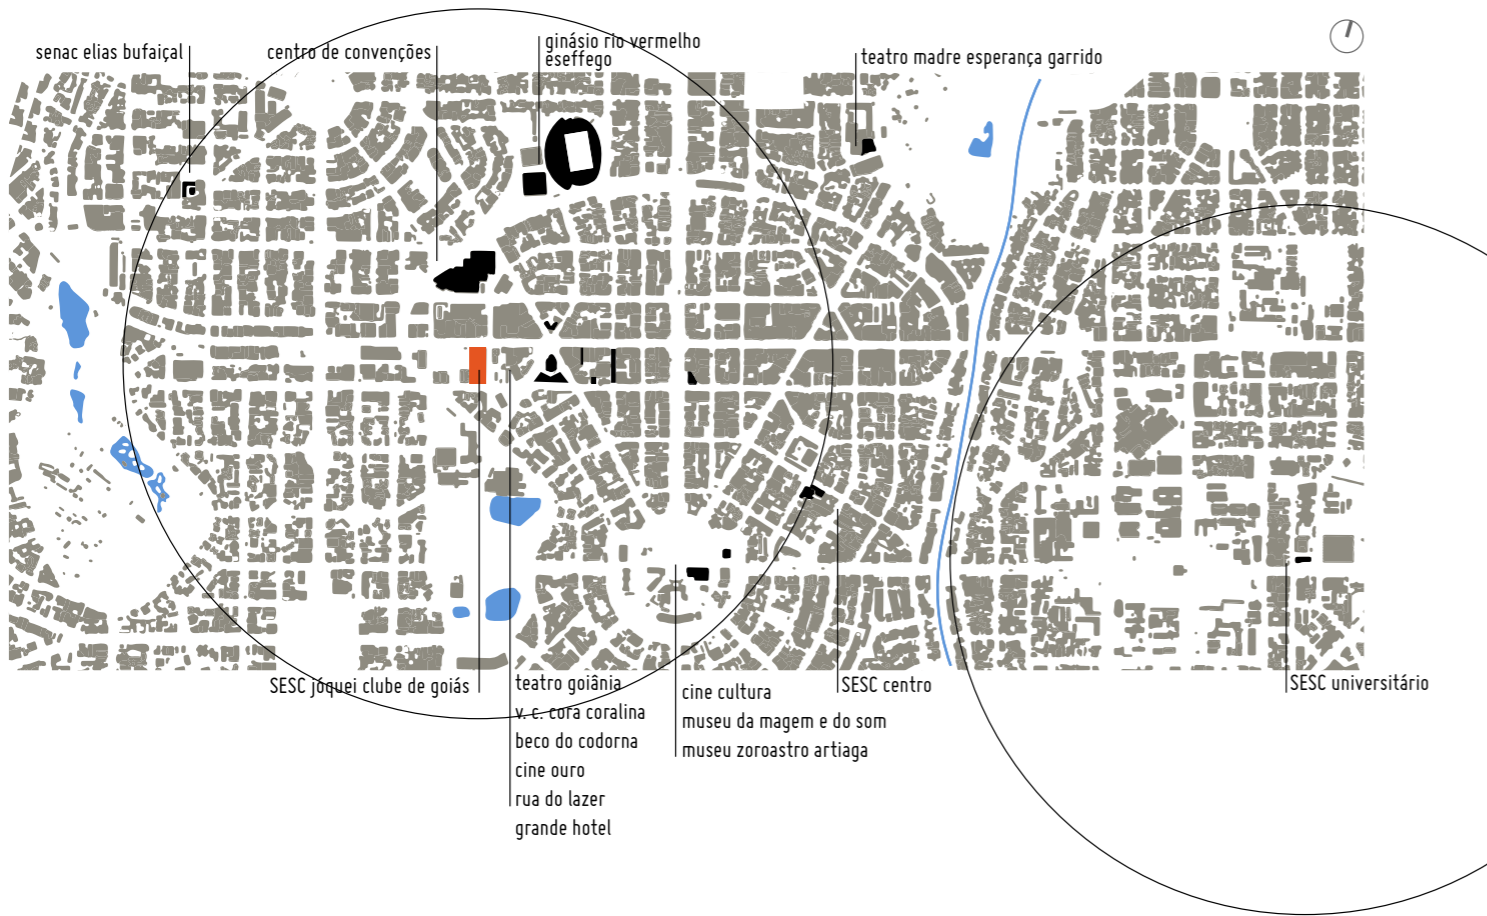 senac elias bufaiçal
centro de convenções
ginásio rio vermelho
eseffego
teatro madre esperança garrido
SESC jóquei clube de goiás
teatro goiânia
v. c. cora coralina
beco do codorna
cine ouro
rua do lazer
grande hotel
cine cultura
museu da magem e do som
museu zoroastro artiaga
SESC centro
SESC universitário